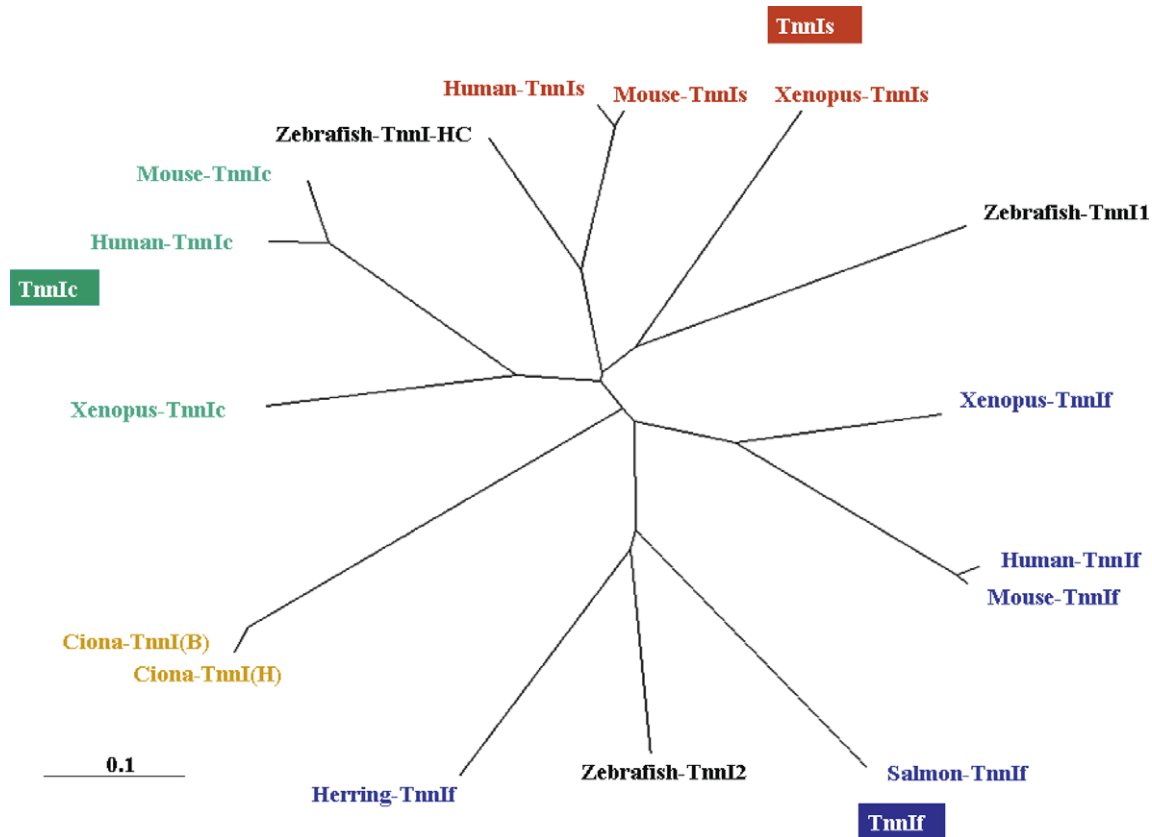 TnnIs
Human-TnnIs
Mouse-TnnIs
Xenopus-TnnIs
Zebrafish-TnnI-HC
Mouse-TnnIc
Zebrafish-TnnI1
Human-TnnIc
TnnIc
Xenopus-TnnIc
Xenopus-TnnIf
Human-TnnIf
Mouse-TnnIf
Ciona-TnnI(B)
Ciona-TnnI(H)
0.1
Herring-TnnIf
Zebrafish-TnnI2
Salmon-TnnIf
TnnIf